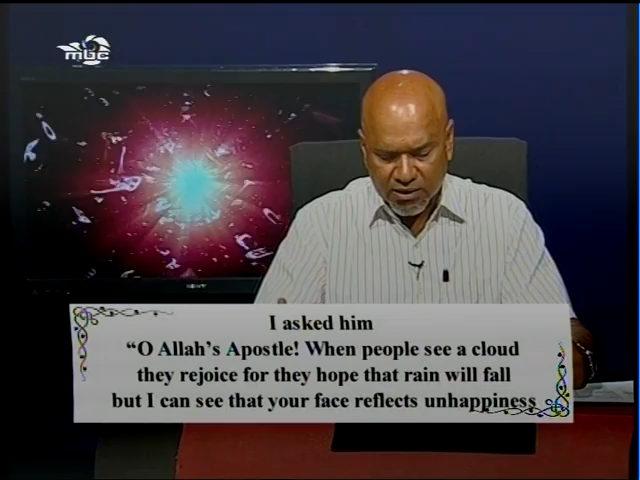 mbc
I asked him
“O Allah's Apostle! When people see a cloud
they rejoice for they hope that rain will fall
but I can see that your face reflects unhappiness